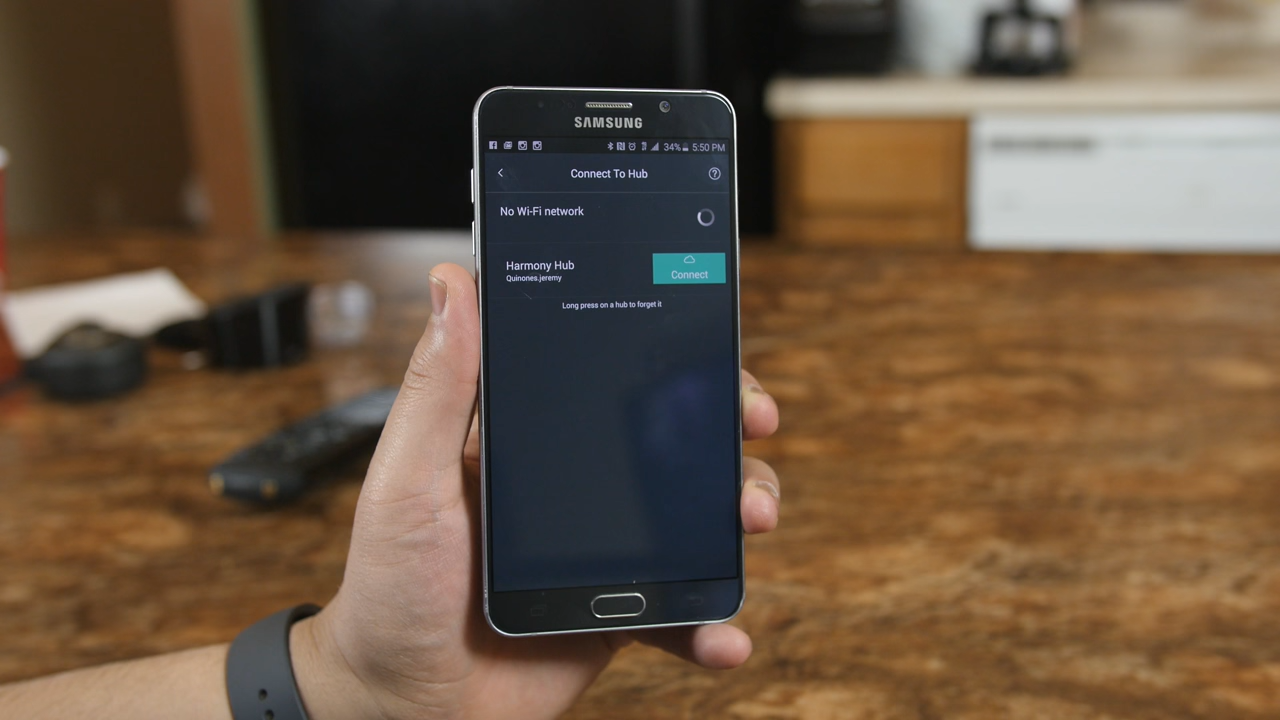 SAMSUNG
34% 5:50 PM
Connect To Hub
No Wi-Fi network
Harmony Hub
Connect
Quinones.jeremy
Long press on a hub to forget it